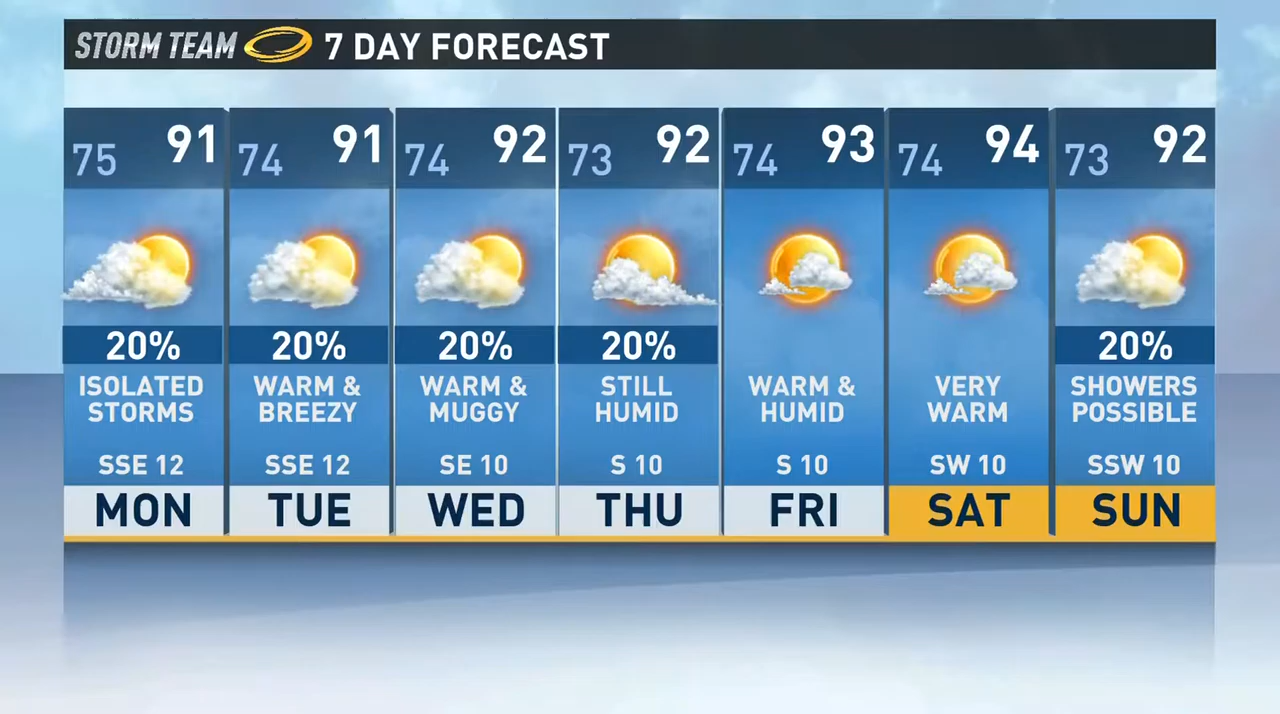 STORM TEAM 7 DAY FORECAST
75 91
20%
ISOLATED
STORMS
SSE 12
MON
74 91
20%
WARM &
BREEZY
SSE 12
TUE
74 92
20%
WARM &
MUGGY
SE 10
WED
73 92
20%
STILL
HUMID
S 10
THU
74 93
WARM &
HUMID
S 10
FRI
74 94
VERY
WARM
SW 10
SAT
73 92
20%
SHOWERS
POSSIBLE
SSW 10
SUN